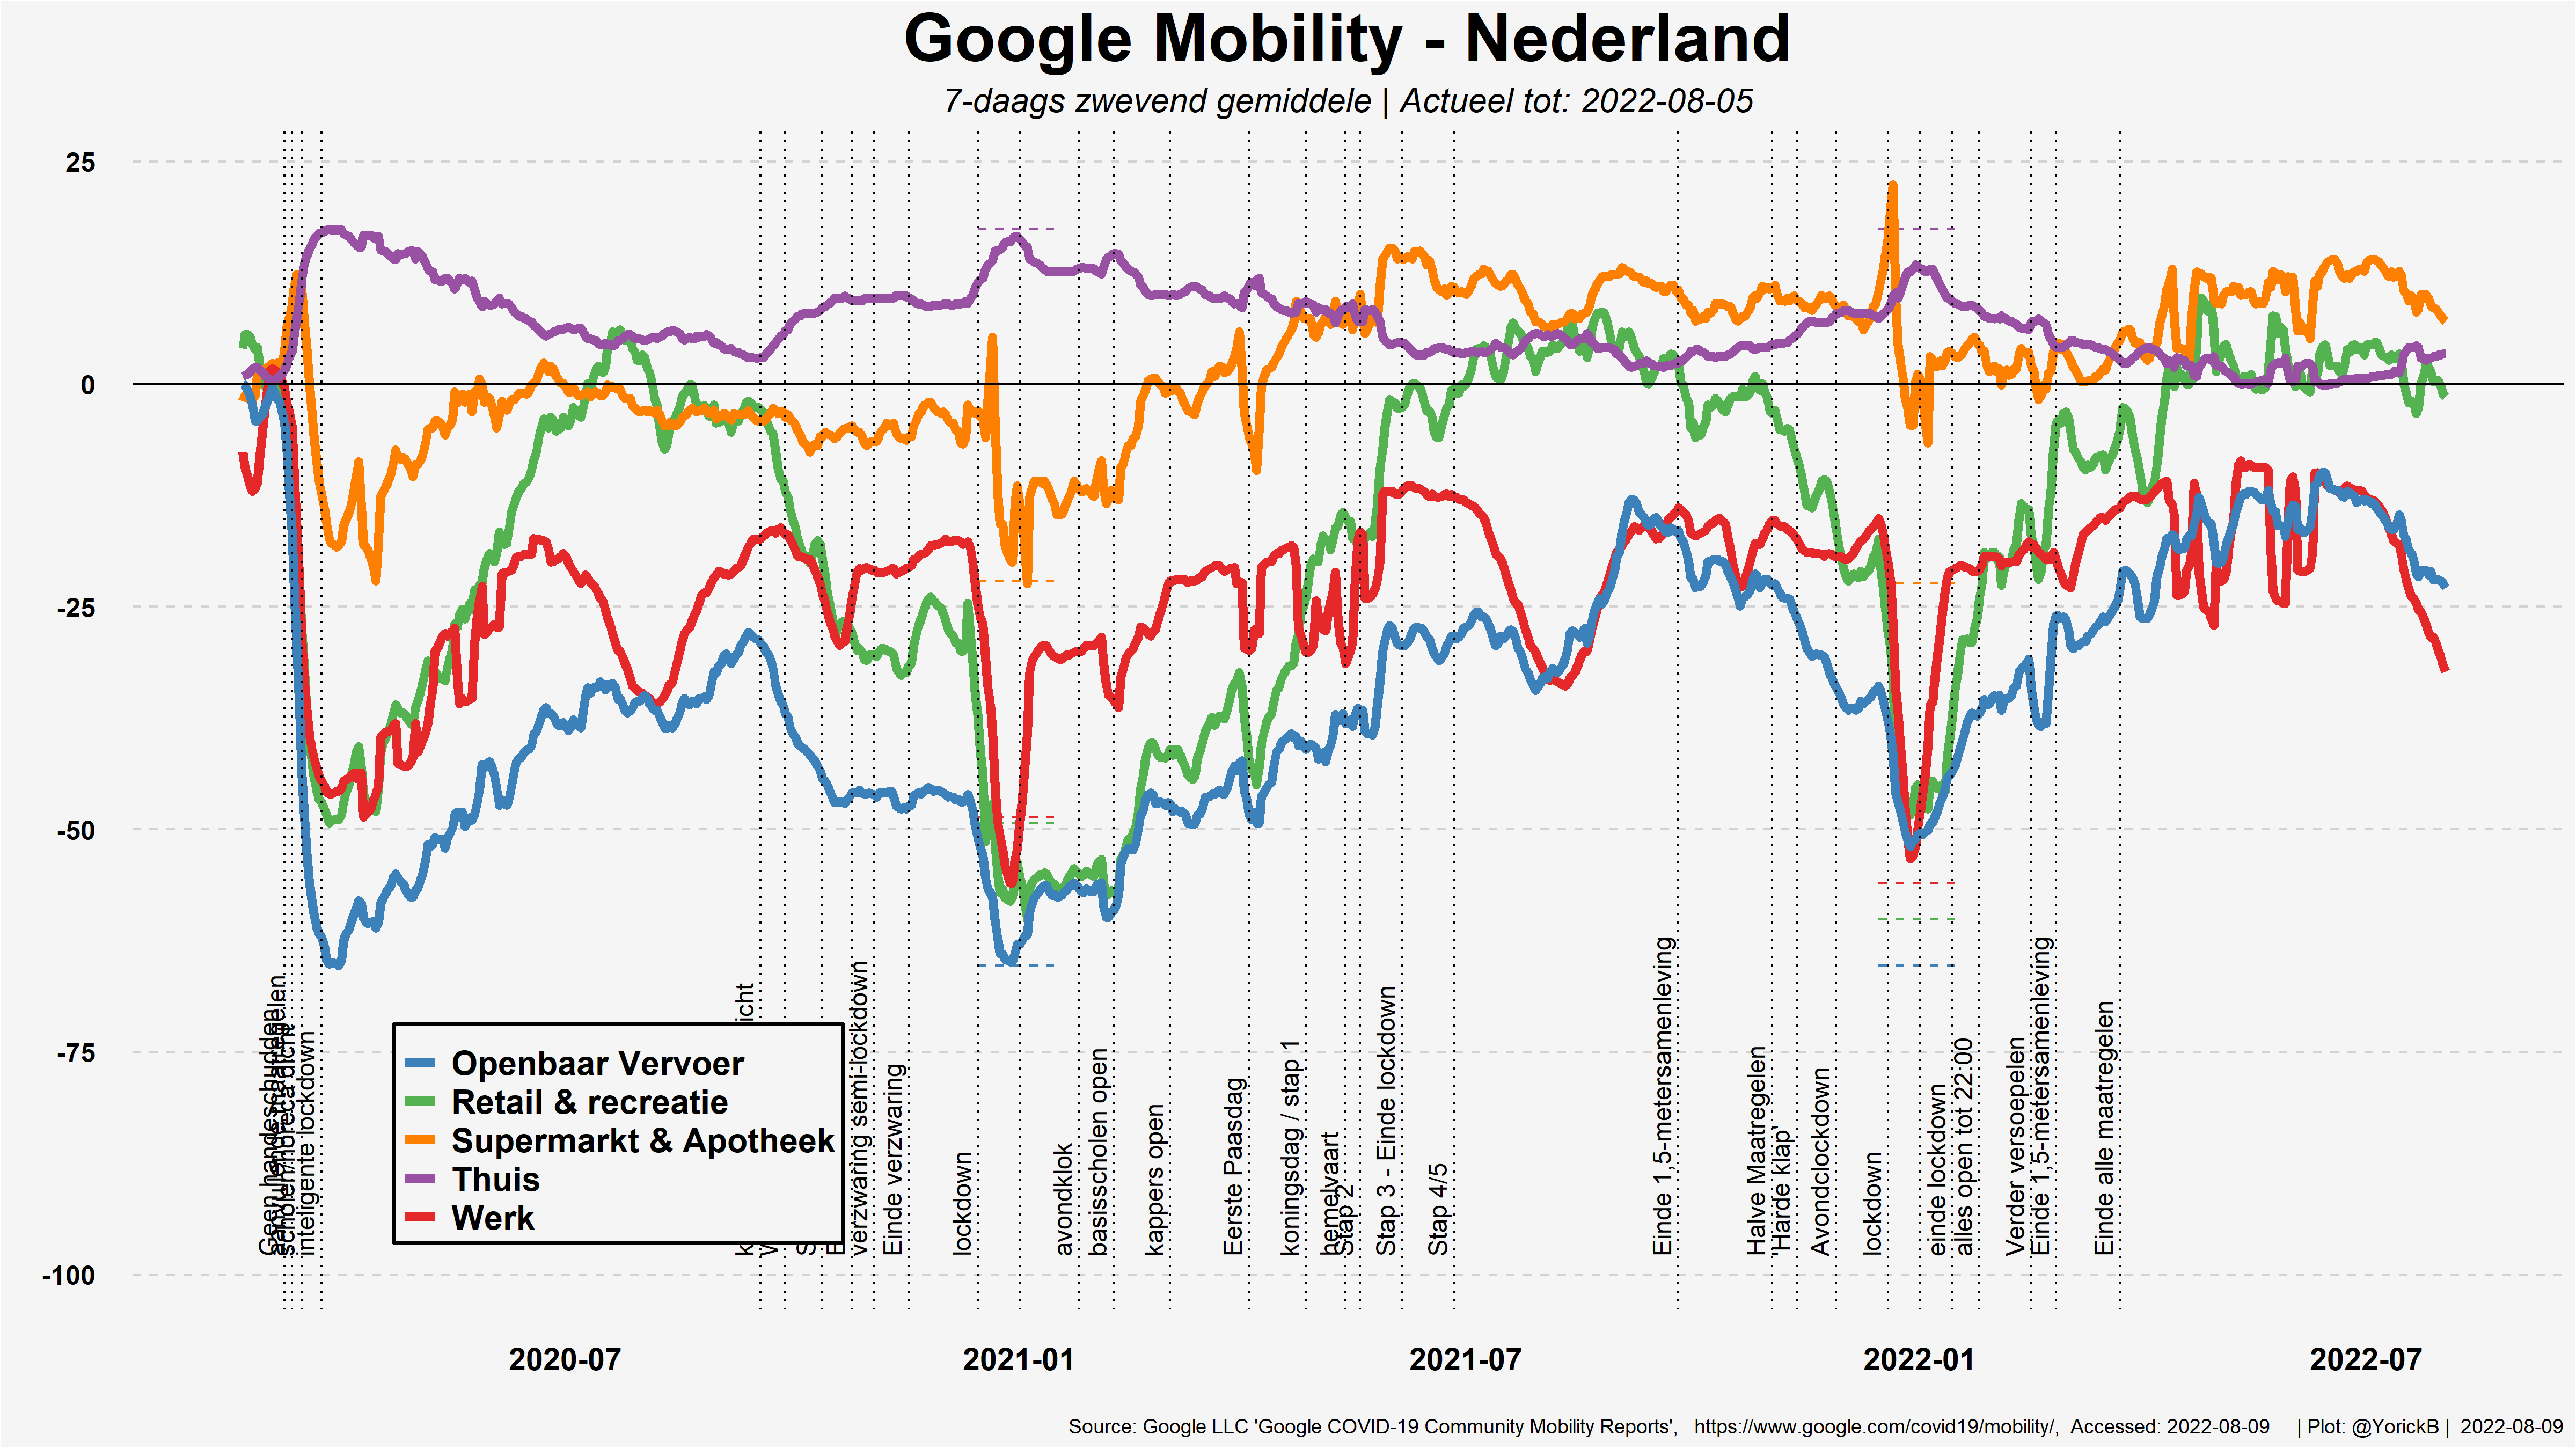 Google Mobility - Nederland
7-daags zwevend gemiddele | Actueel tot: 2022-08-05
25
0
-25
-50
-75
-100
inteligente lockdown
icht
verzwaring semi-lockdown
Einde verzwaring
lockdown
avondklok
basisscholen open
kappers open
Eerste Paasdag
koningsdag / stap 1
hemelvaart
Stap 2
Stap 3 - Einde lockdown
Stap 4/5
Einde 1,5-metersamenleving
Halve Maatregelen
'Harde klap'
Avondclockdown
lockdown
einde lockdown
alles open tot 22:00
Verder versoepelen
Einde 1,5-metersamenleving
Einde alle maatregelen
Openbaar Vervoer
Retail & recreatie
Supermarkt & Apotheek
Thuis
Werk
2020-07
2021-01
2021-07
2022-01
2022-07
Source: Google LLC 'Google COVID-19 Community Mobility Reports', https://www.google.com/covid19/mobility/, Accessed: 2022-08-09 | Plot: @YorickB | 2022-08-09